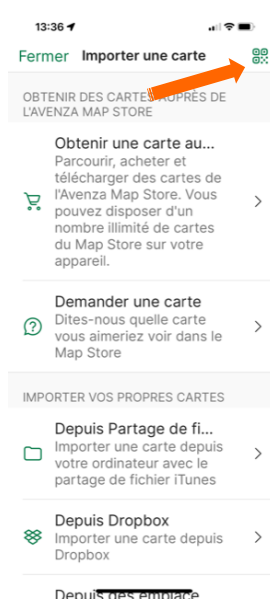 13:36
Fermer Importer une carte
OBTENIR DES CARTES AUPRÈS DE
L'AVENZA MAP STORE
Obtenir une carte au...
Parcourir, acheter et
télécharger des cartes de
l'Avenza Map Store. Vous
pouvez disposer d'un
nombre illimité de cartes
du Map Store sur votre
appareil.
Demander une carte
Dites-nous quelle carte
vous aimeriez voir dans le
Map Store
IMPORTER VOS PROPRES CARTES
Depuis Partage de fi...
Importer une carte depuis
votre ordinateur avec le
partage de fichier iTunes
Depuis Dropbox
Importer une carte depuis
Dropbox
Depuis des emplace